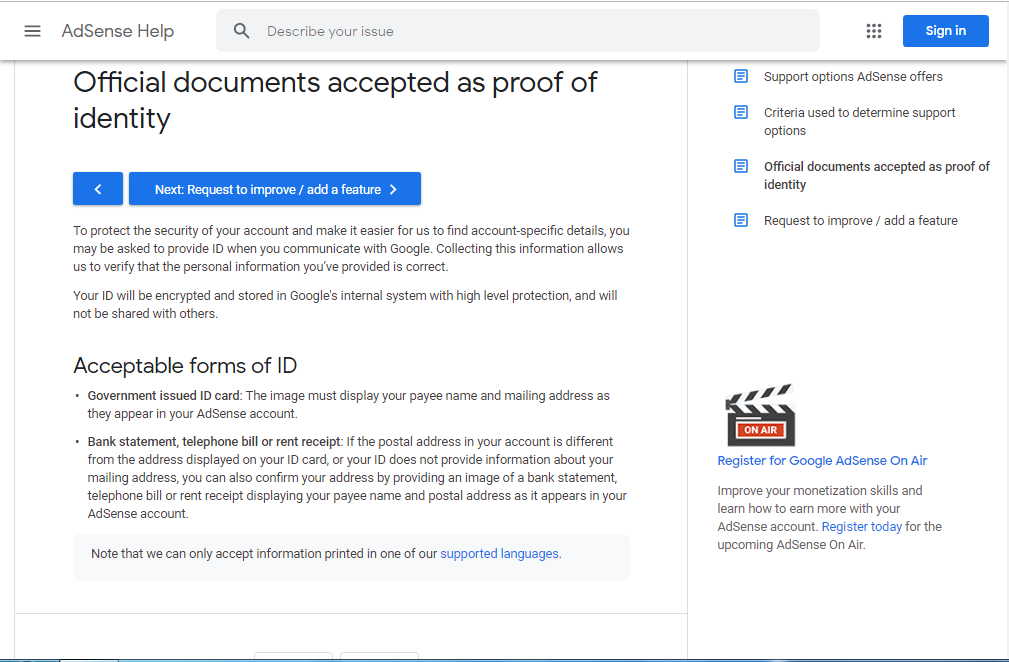 AdSense Help
Describe your issue
Sign in
Official documents accepted as proof of
identity
Next: Request to improve / add a feature
To protect the security of your account and make it easier for us to find account-specific details, you
may be asked to provide ID when you communicate with Google. Collecting this information allows
us to verify that the personal information you've provided is correct.
Your ID will be encrypted and stored in Google's internal system with high level protection, and will
not be shared with others.
Acceptable forms of ID
• Government issued ID card: The image must display your payee name and mailing address as
they appear in your AdSense account.
• Bank statement, telephone bill or rent receipt: If the postal address in your account is different
from the address displayed on your ID card, or your ID does not provide information about your
mailing address, you can also confirm your address by providing an image of a bank statement,
telephone bill or rent receipt displaying your payee name and postal address as it appears in your
AdSense account.
Note that we can only accept information printed in one of our supported languages.
Support options AdSense offers
Criteria used to determine support
options
Official documents accepted as proof of
identity
Request to improve / add a feature
ON AIR
Register for Google AdSense On Air
Improve your monetization skills and
learn how to earn more with your
AdSense account. Register today for the
upcoming AdSense On Air.